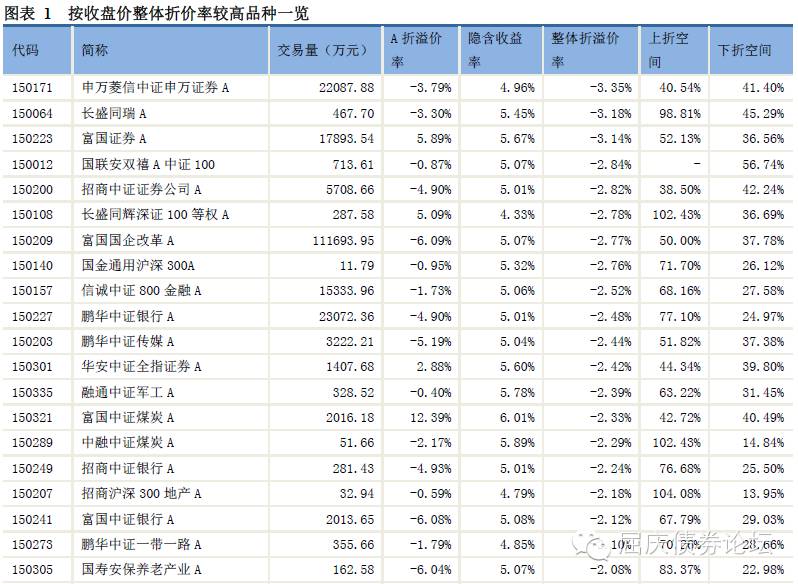 图表 1 按收盘价整体折价率较高品种一览
代码 简称 交易量（万元） A 折溢价率 隐含收益率 整体折溢价率 上折空间 下折空间
150171 申万菱信中证申万证券 A 22087.88 -3.79% 4.96% -3.35% 40.54% 41.40%
150064 长盛同瑞 A 467.70 -3.30% 5.45% -3.18% 98.81% 45.29%
150223 富国证券 A 17893.54 5.89% 5.67% -3.14% 52.13% 36.56%
150012 国联安双禧 A 中证 100 713.61 -0.87% 5.07% -2.84% - 56.74%
150200 招商中证证券公司 A 5708.66 -4.90% 5.01% -2.82% 38.50% 42.24%
150108 长盛同辉深证 100 等权 A 287.58 5.09% 4.33% -2.78% 102.43% 36.69%
150209 富国国企改革 A 111693.95 -6.09% 5.07% -2.77% 50.00% 37.78%
150140 国金通用沪深 300A 11.79 -0.95% 5.32% -2.76% 71.70% 26.12%
150157 信诚中证 800 金融 A 15333.96 -1.73% 5.06% -2.52% 68.16% 27.58%
150227 鹏华中证银行 A 23072.36 -4.90% 5.01% -2.48% 77.10% 24.97%
150203 鹏华中证传媒 A 3222.21 -5.19% 5.04% -2.44% 51.82% 37.38%
150301 华安中证全指证券 A 1407.68 2.88% 5.60% -2.42% 44.34% 39.80%
150335 融通中证军工 A 328.52 -0.40% 5.78% -2.39% 63.22% 31.45%
150321 富国中证煤炭 A 2016.18 12.39% 6.01% -2.33% 42.72% 40.49%
150289 中融中证煤炭 A 51.66 -2.17% 5.89% -2.29% 102.43% 14.84%
150249 招商中证银行 A 281.43 -4.93% 5.01% -2.24% 76.68% 25.50%
150207 招商沪深 300 地产 A 32.94 -0.59% 4.79% -2.18% 104.08% 13.95%
150241 富国中证银行 A 2013.65 -6.08% 5.08% -2.12% 67.79% 29.03%
150273 鹏华中证一带一路 A 355.66 -1.79% 4.85% 28.66%
150305 国寿安保养老产业 A 162.58 -6.04% 5.07% -2.08% 83.37% 22.98%
屈庆债券论坛